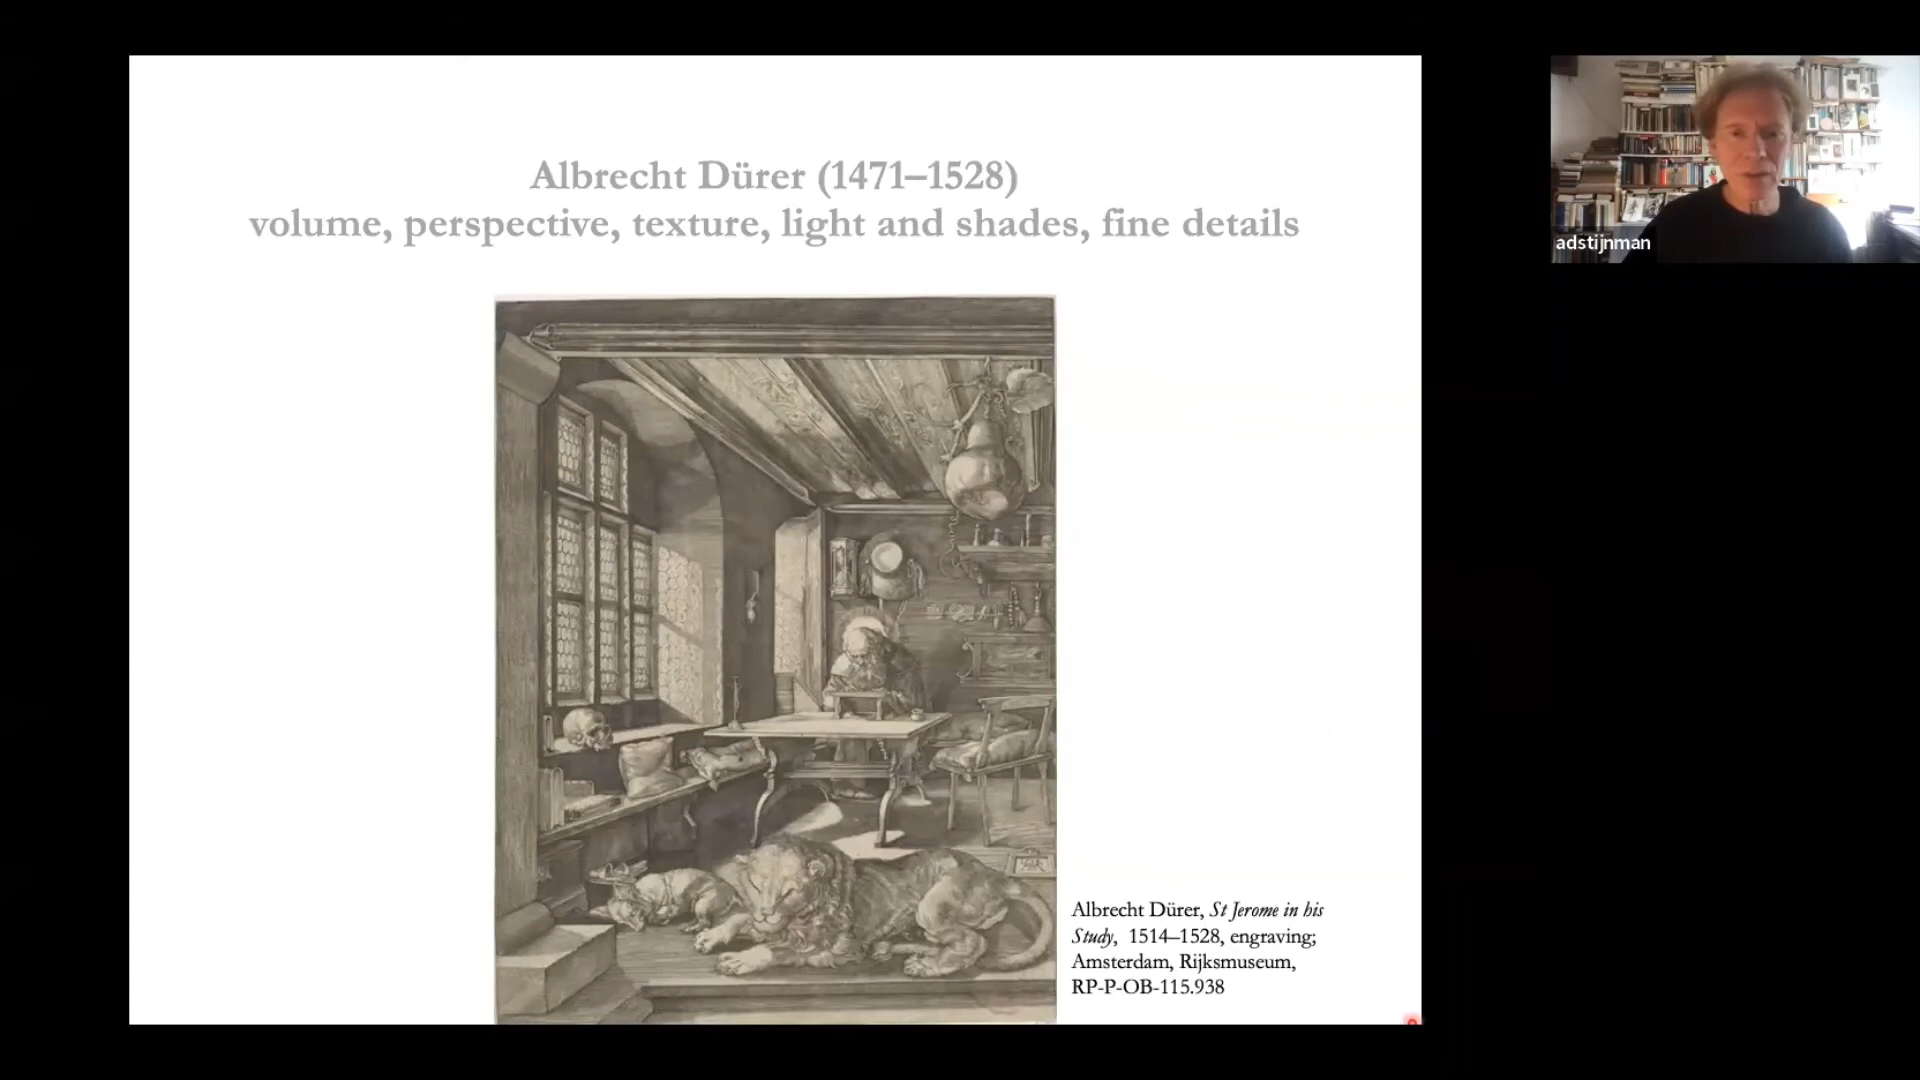 Albrecht Dürer (1471–1528)
volume, perspective, texture, light and shades, fine details
Albrecht Dürer, St Jerome in his
Study, 1514–1528, engraving;
Amsterdam, Rijksmuseum,
RP-P-OB-115.938
adstijnman